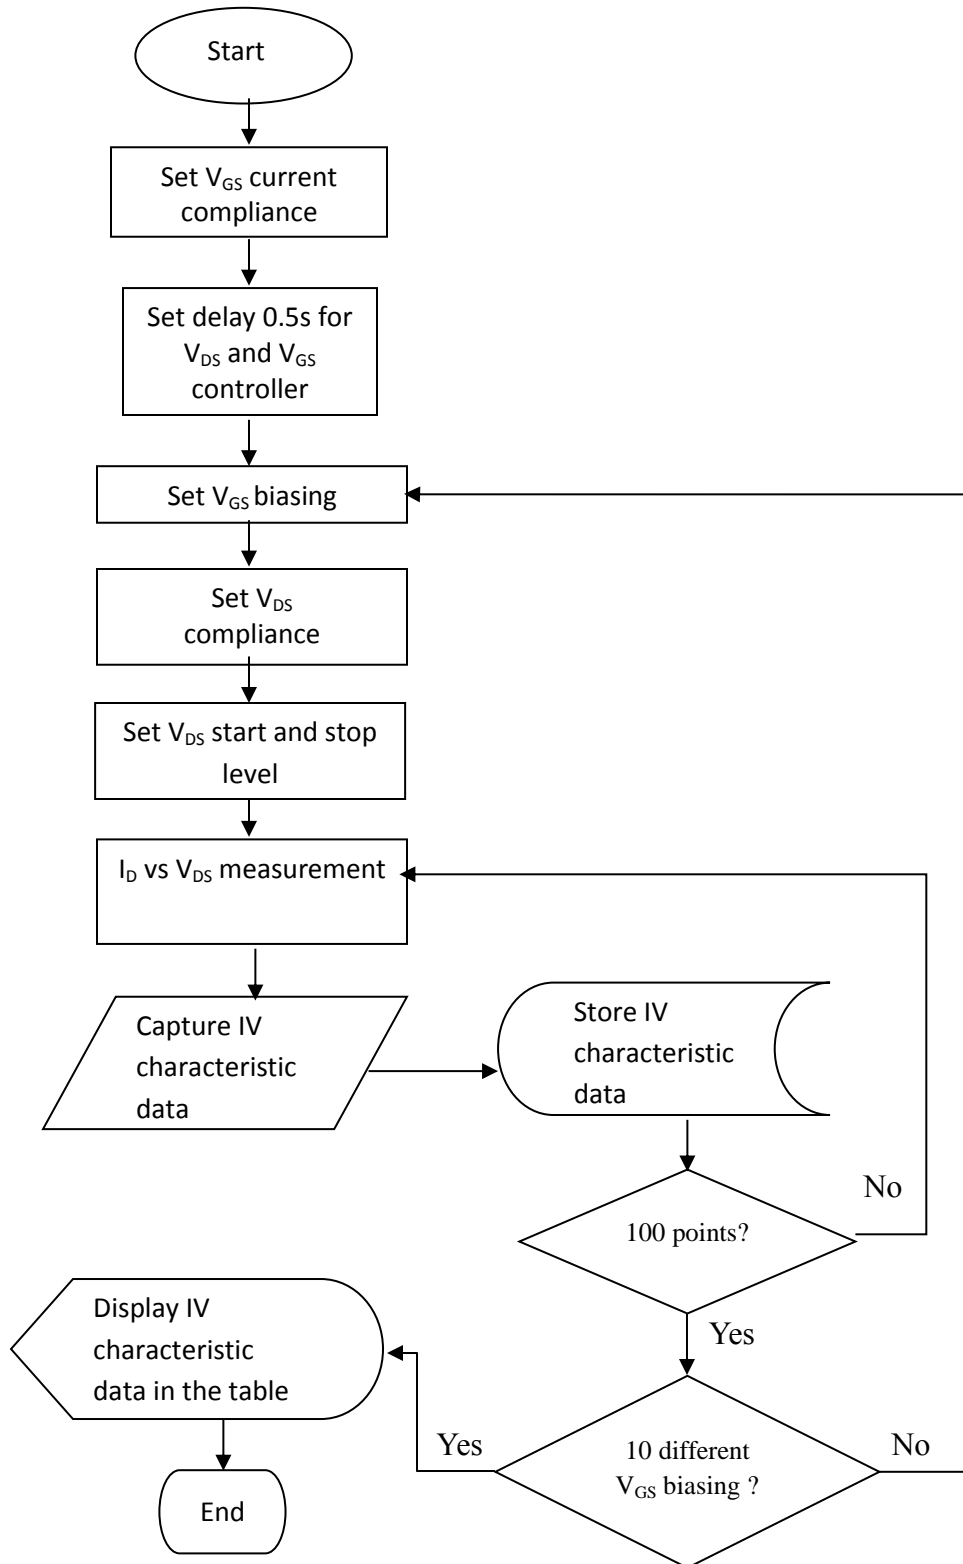 Start
Set VGS current
compliance
Set delay 0.5s for
VDS and VGS
controller
Set VGS biasing
Set VDS
compliance
Set VDS start and stop
level
ID vs VDS measurement
Capture IV
characteristic
data
Store IV
characteristic
data
No
100 points?
Yes
Display IV
characteristic
data in the table
Yes
10 different
VGS biasing ?
No
End